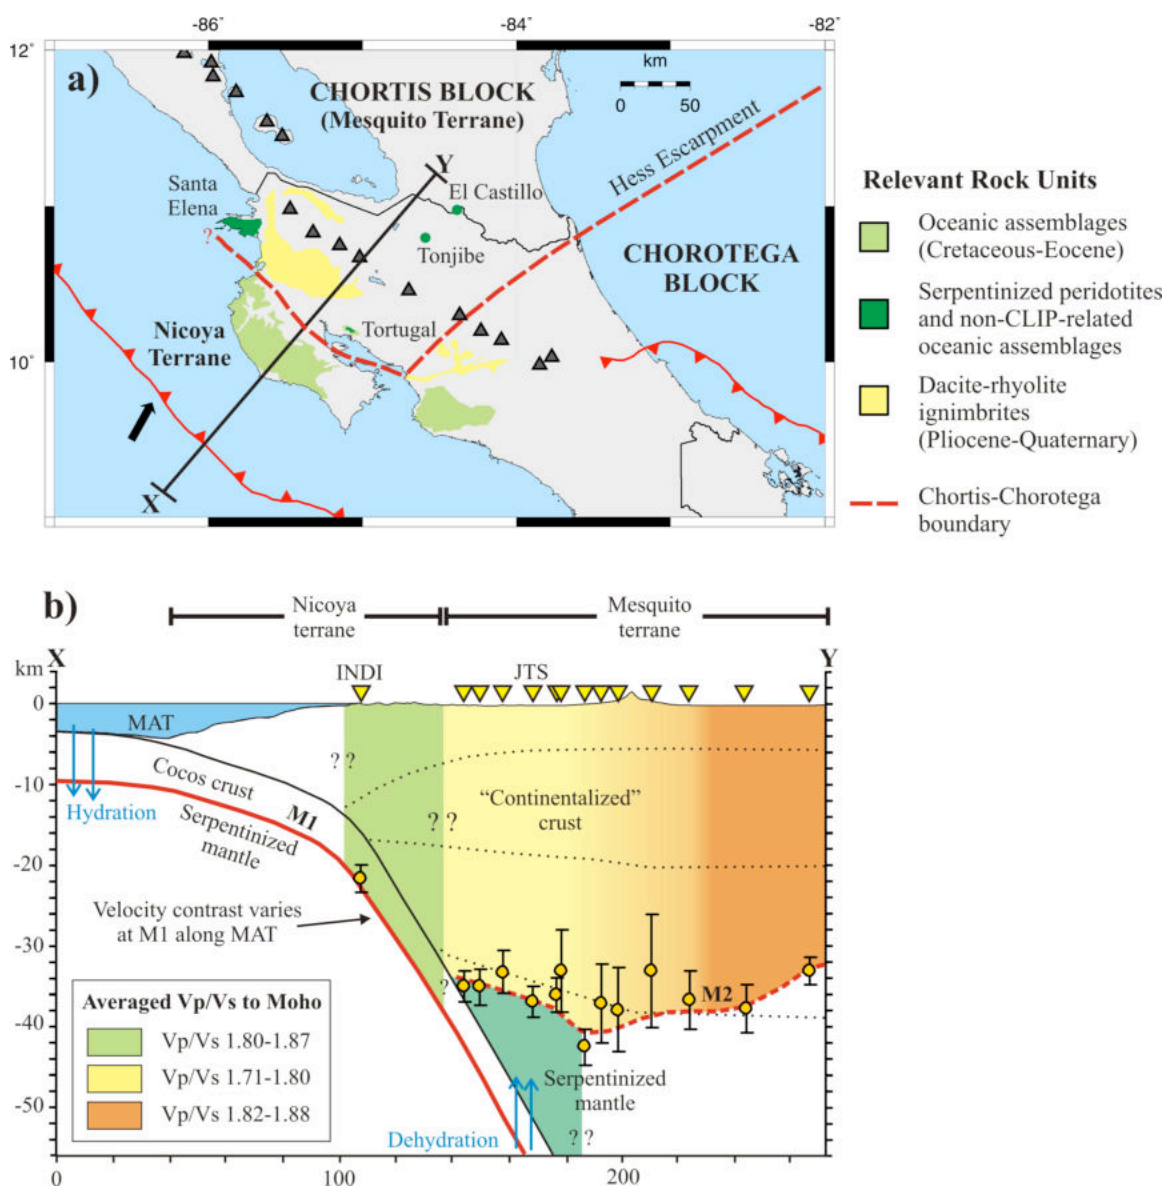 -86˚
-84˚
-82˚
12˚
a)
CHORTIS BLOCK
(Mesquito Terrane)
km
0
50
Hess Escarpment
Y
Santa
Elena
El Castillo
?
Tonjibe
CHOROTEGA
BLOCK
Nicoya
Terrane
Tortugal
10˚
X
Relevant Rock Units
Oceanic assemblages
(Cretaceous-Eocene)
Serpentinized peridotites
and non-CLIP-related
oceanic assemblages
Dacite-rhyolite
ignimbrites
(Pliocene-Quaternary)
Chortis-Chorotega
boundary
b)
Nicoya
terrane
Mesquito
terrane
X
Y
km
INDI
JTS
0
MAT
? ?
-10
Cocos crust
Hydration
M1
Serpentinized
mantle
"Continentalized"
crust
? ?
-20
Velocity contrast varies
at M1 along MAT
-30
?
M2
-40
Averaged Vp/Vs to Moho
Vp/Vs 1.80-1.87
Vp/Vs 1.71-1.80
Vp/Vs 1.82-1.88
Serpentinized
mantle
-50
Dehydration
? ?
0
100
200